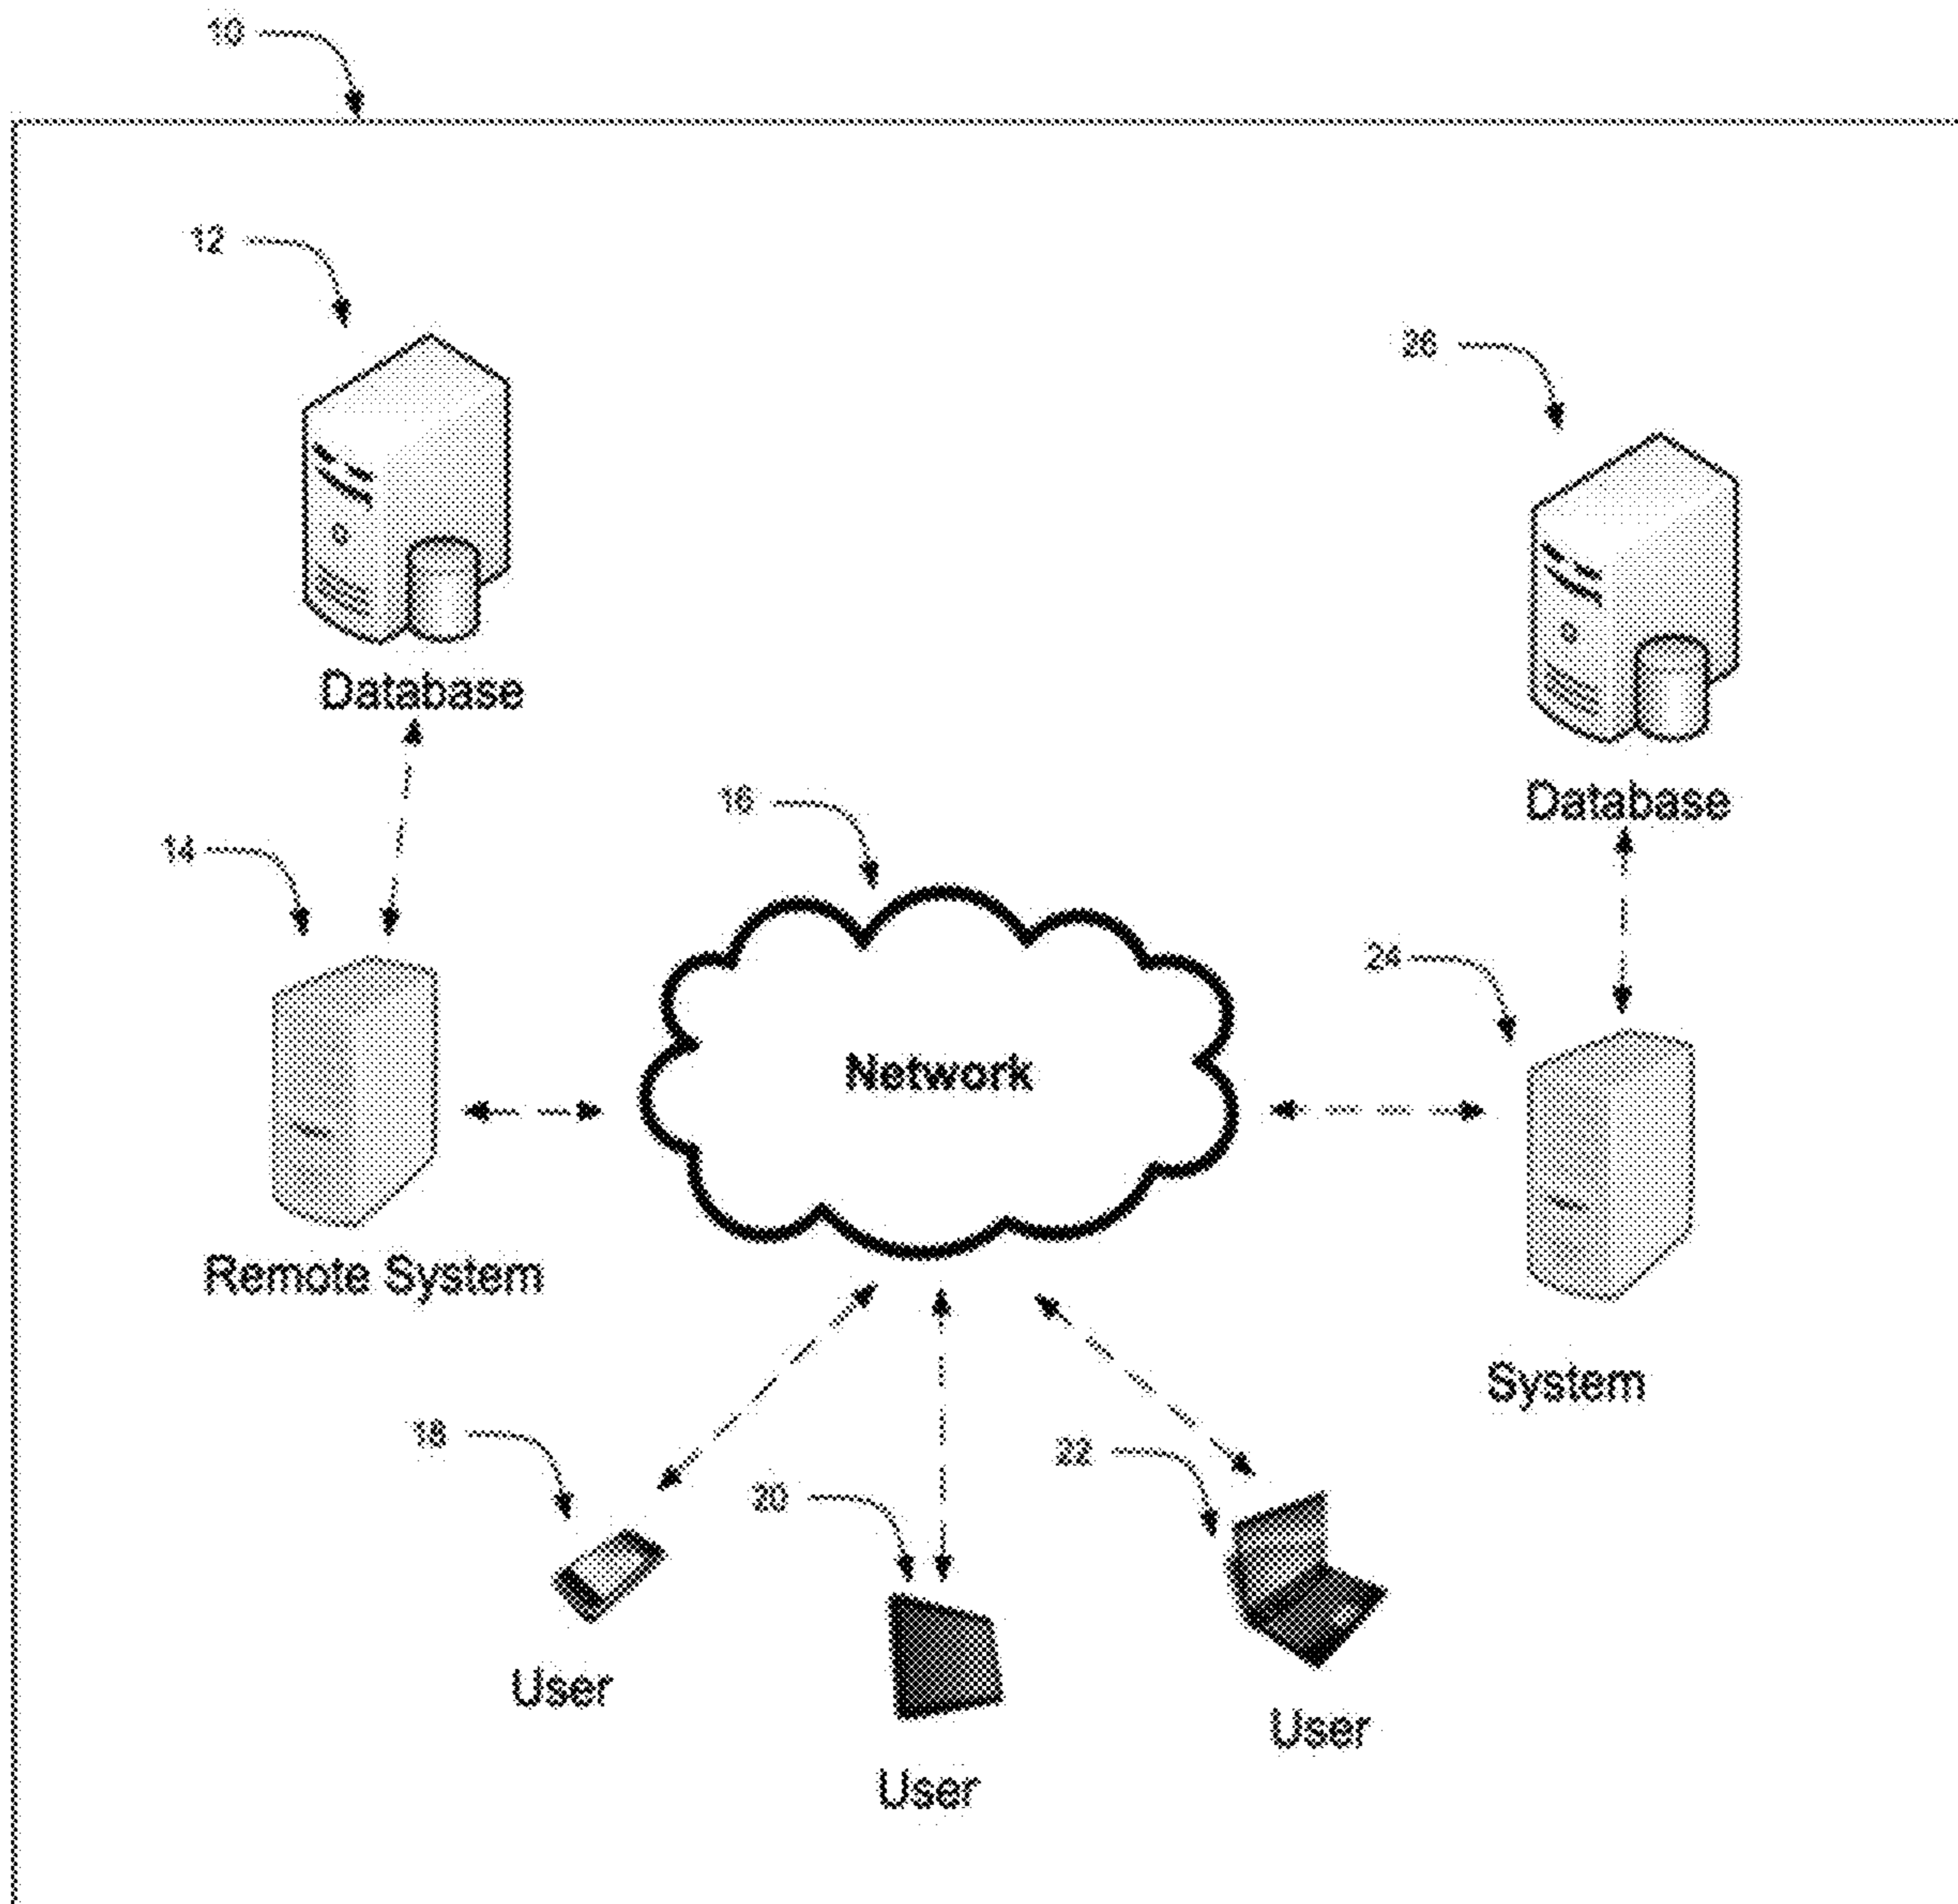 10
12
26
Database
16
Database
14
24
Network
Remote System
System
18
22
20
User
User
User